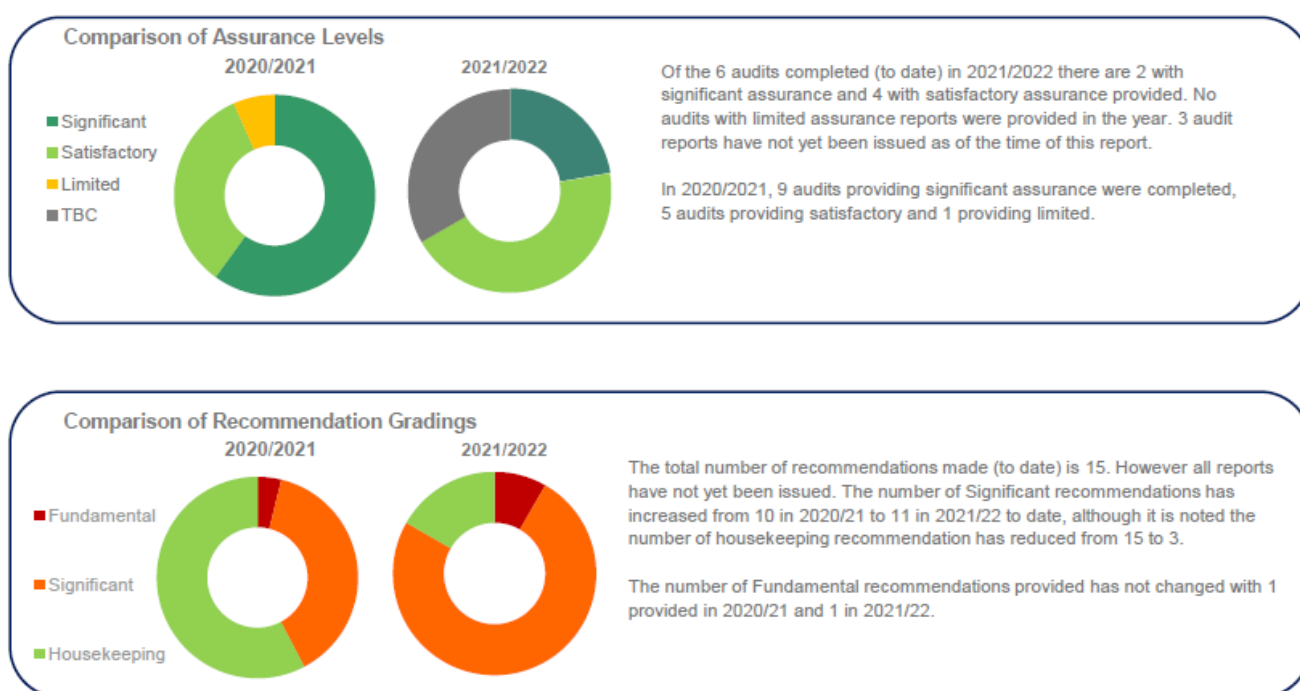 Comparison of Assurance Levels
2020/2021
2021/2022
Significant
Satisfactory
Limited
TBC
Of the 6 audits completed (to date) in 2021/2022 there are 2 with
significant assurance and 4 with satisfactory assurance provided. No
audits with limited assurance reports were provided in the year. 3 audit
reports have not yet been issued as of the time of this report.
In 2020/2021, 9 audits providing significant assurance were completed,
5 audits providing satisfactory and 1 providing limited.
Comparison of Recommendation Gradings
2020/2021
2021/2022
Fundamental
Significant
Housekeeping
The total number of recommendations made (to date) is 15. However all reports
have not yet been issued. The number of Significant recommendations has
increased from 10 in 2020/21 to 11 in 2021/22 to date, although it is noted the
number of housekeeping recommendation has reduced from 15 to 3.
The number of Fundamental recommendations provided has not changed with 1
provided in 2020/21 and 1 in 2021/22.